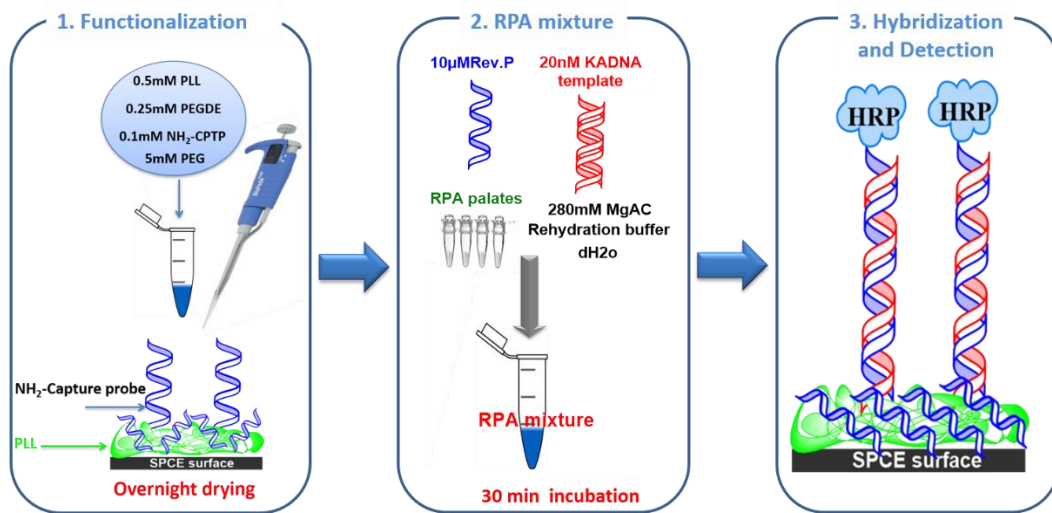 1. Functionalization
0.5mM PLL
0.25mM PEGDE
0.1mM NH₂-CPTP
5mM PEG
NH₂-Capture probe
PLL
SPCE surface
Overnight drying
2. RPA mixture
10µMRev.P
20nM KADNA
template
RPA palates
280mM MgAC
Rehydration buffer
dH2o
RPA mixture
30 min incubation
3. Hybridization
and Detection
HRP
HRP
SPCE surface